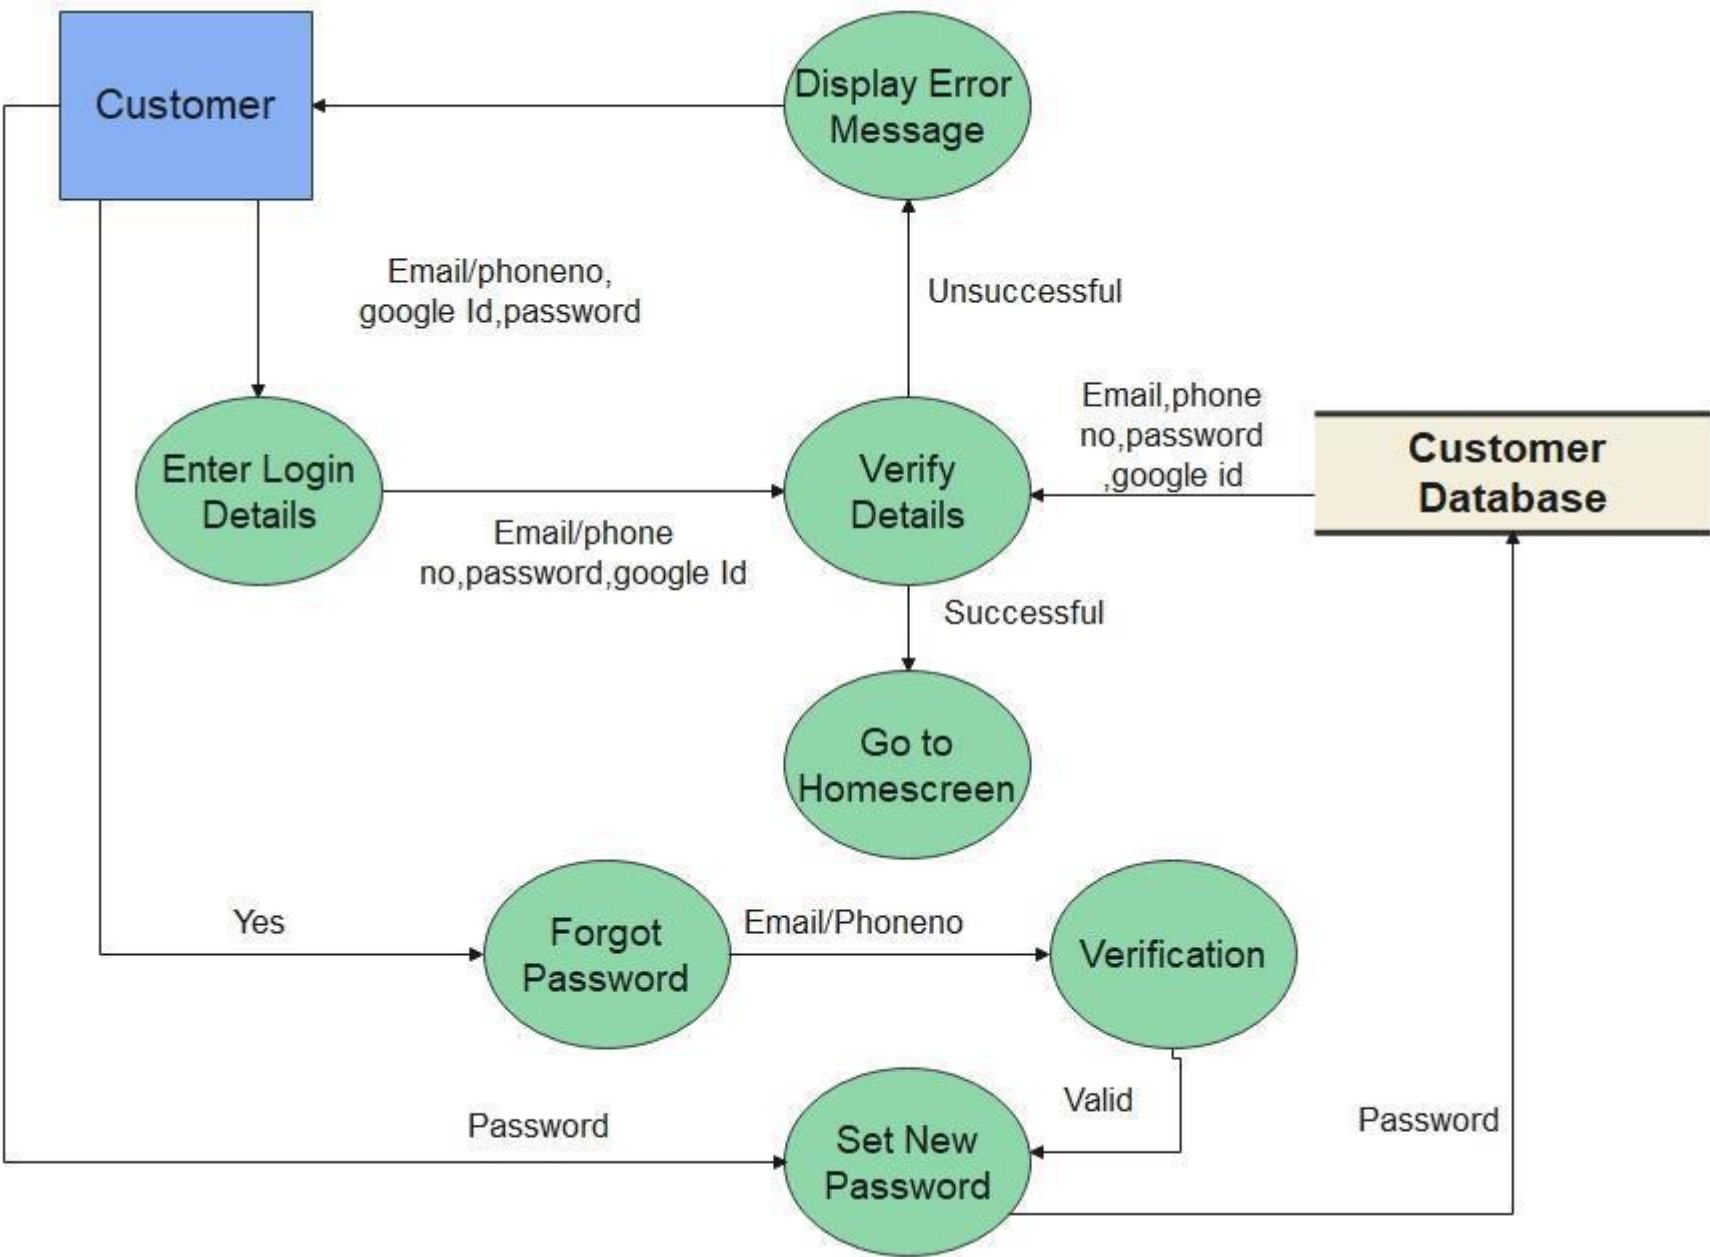 Customer
Display Error
Message
Email/phoneno,
google Id,password
Unsuccessful
Enter Login
Details
Email/phone
no,password,google Id
Verify
Details
Email,phone
no,password
,google id
Customer
Database
Successful
Go to
Homescreen
Yes
Forgot
Password
Email/Phoneno
Verification
Valid
Password
Set New
Password
Password